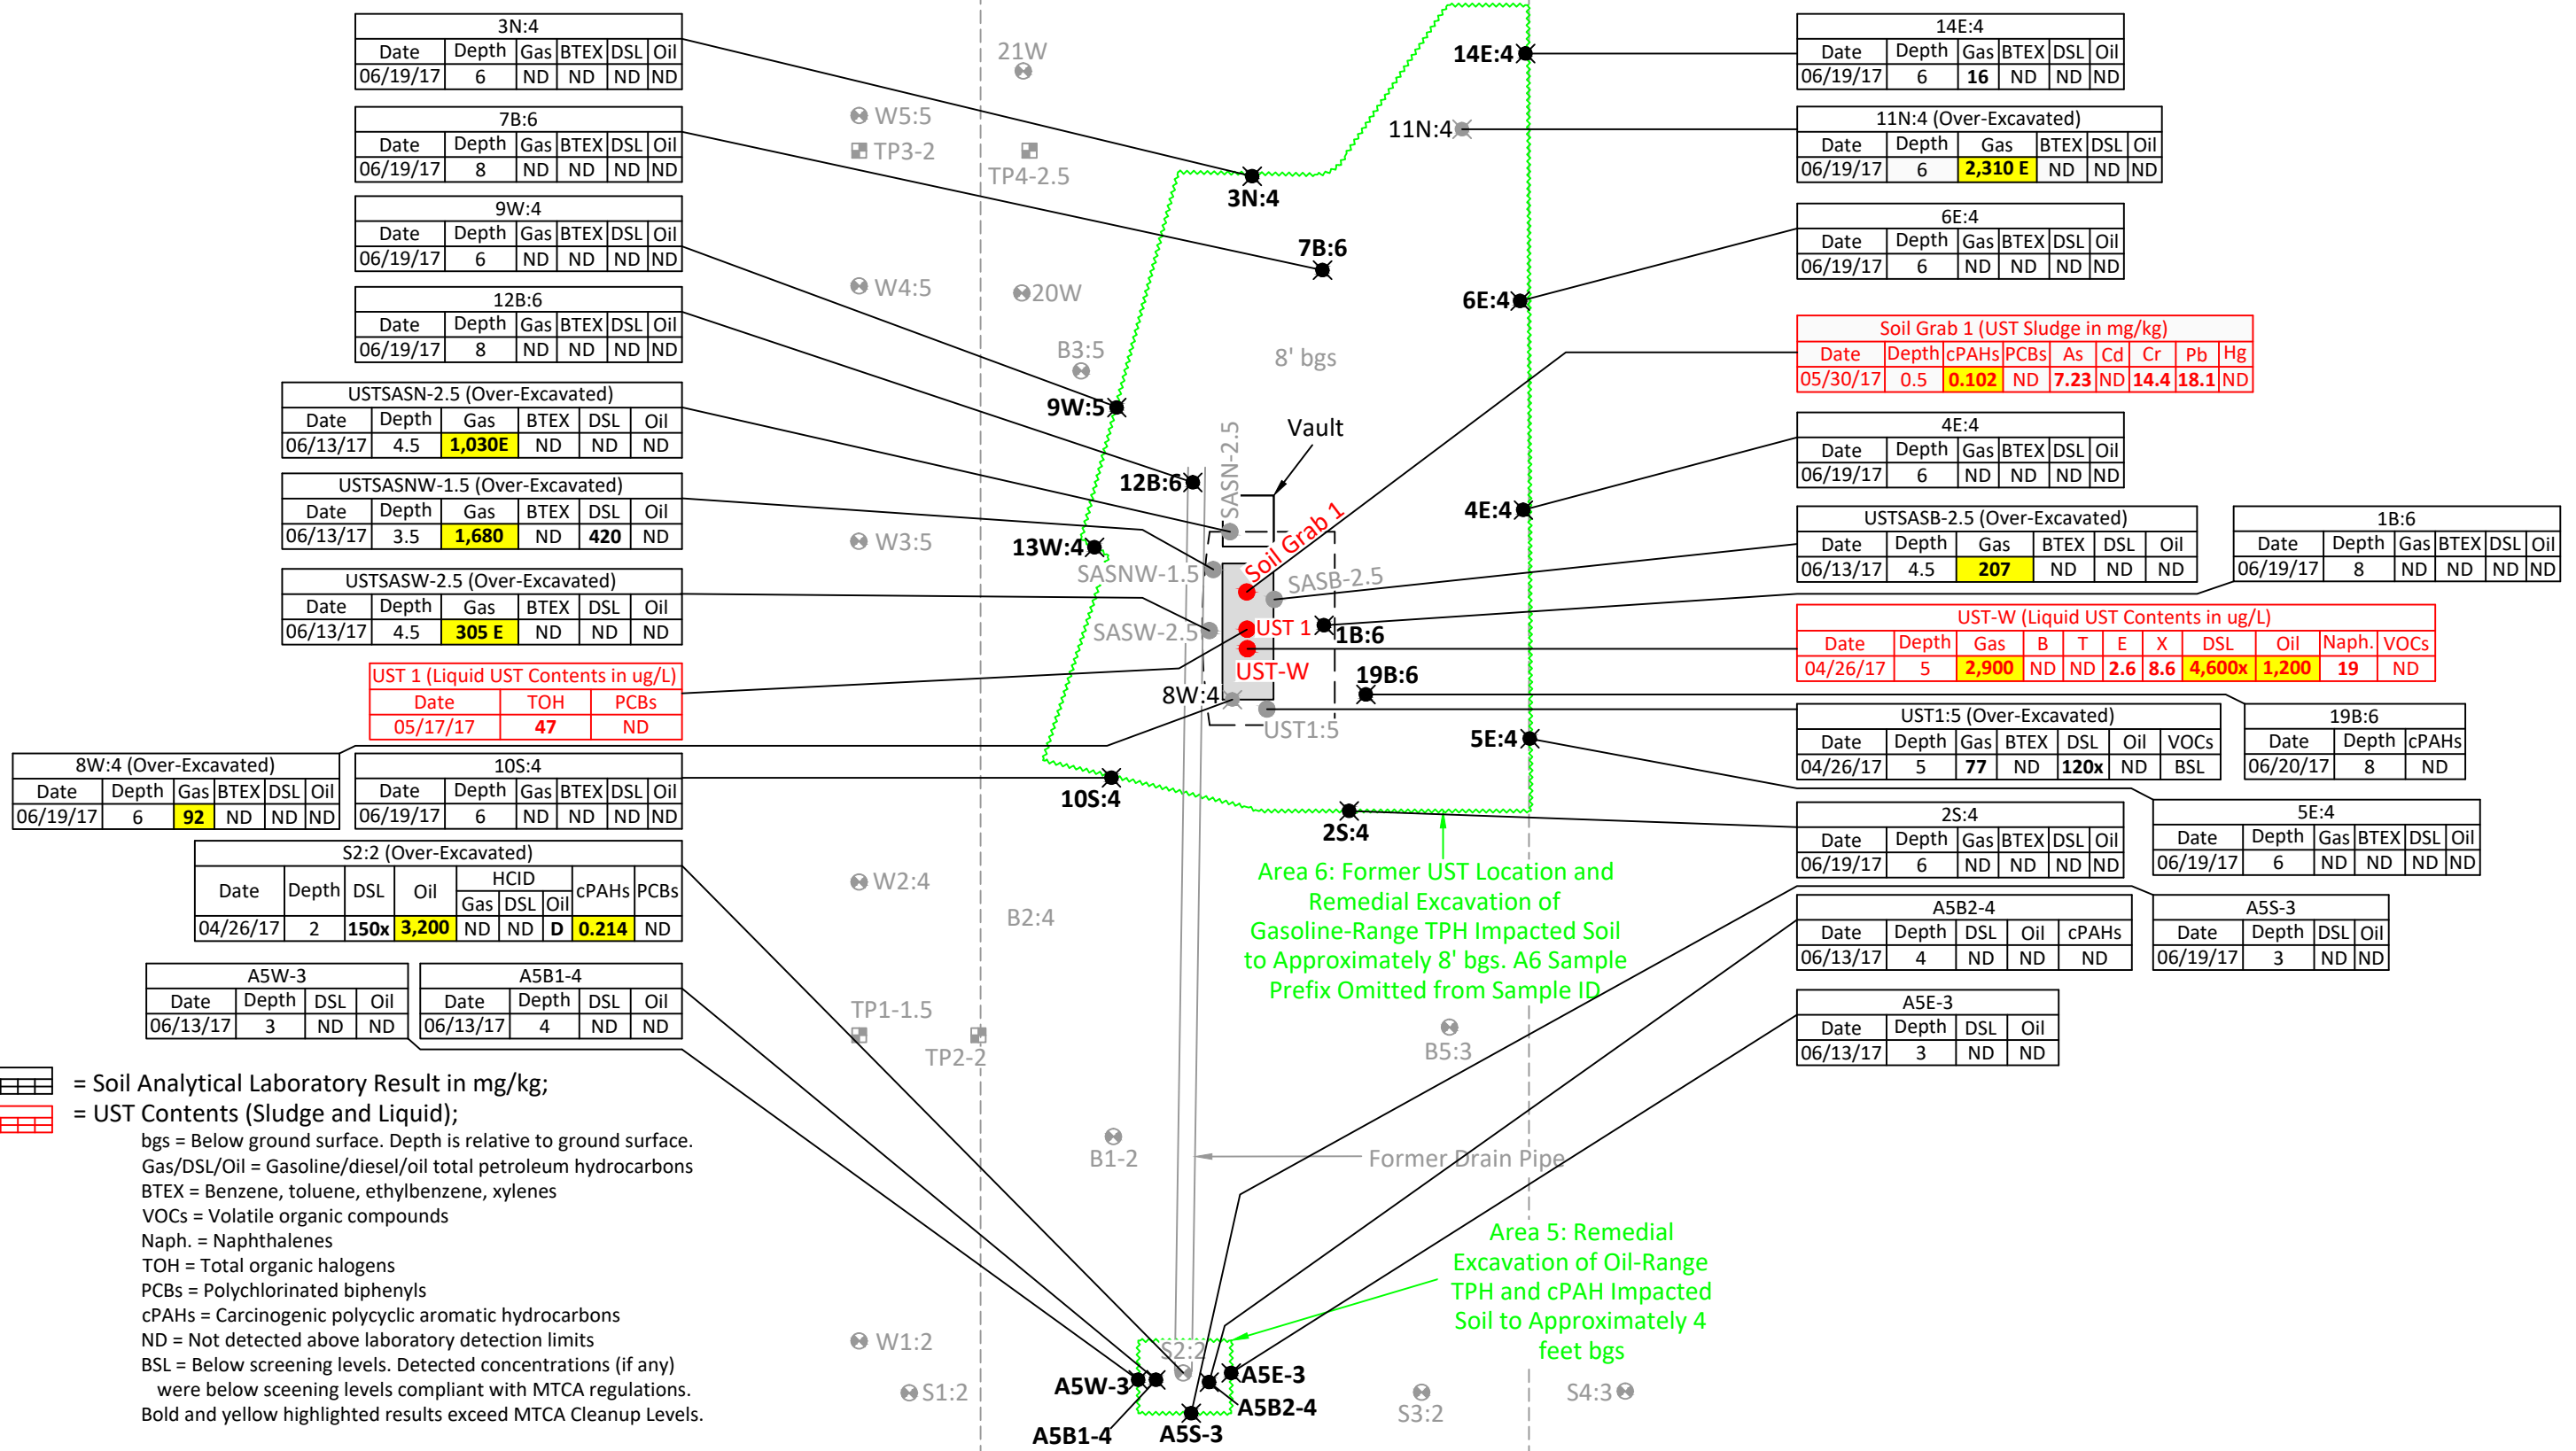 3N:4
Date Depth Gas BTEX DSL Oil
06/19/17 6 ND ND ND ND
7B:6
Date Depth Gas BTEX DSL Oil
06/19/17 8 ND ND ND ND
9W:4
Date Depth Gas BTEX DSL Oil
06/19/17 6 ND ND ND ND
12B:6
Date Depth Gas BTEX DSL Oil
06/19/17 8 ND ND ND ND
USTSASN-2.5 (Over-Excavated)
Date Depth Gas BTEX DSL Oil
06/13/17 4.5 1,030E ND ND ND
USTSASNW-1.5 (Over-Excavated)
Date Depth Gas BTEX DSL Oil
06/13/17 3.5 1,680 ND 420 ND
USTSASW-2.5 (Over-Excavated)
Date Depth Gas BTEX DSL Oil
06/13/17 4.5 305 E ND ND ND
UST 1 (Liquid UST Contents in ug/L)
Date TOH PCBs
05/17/17 47 ND
8W:4 (Over-Excavated)
Date Depth Gas BTEX DSL Oil
06/19/17 6 92 ND ND ND
10S:4
Date Depth Gas BTEX DSL Oil
06/19/17 6 ND ND ND ND
S2:2 (Over-Excavated)
Date Depth DSL Oil HCID cPAHs PCBs
Gas DSL Oil
04/26/17 2 150x 3,200 ND ND D 0.214 ND
A5W-3
Date Depth DSL Oil
06/13/17 3 ND ND
A5B1-4
Date Depth DSL Oil
06/13/17 4 ND ND
= Soil Analytical Laboratory Result in mg/kg;
= UST Contents (Sludge and Liquid);
bgs = Below ground surface. Depth is relative to ground surface.
Gas/DSL/Oil = Gasoline/diesel/oil total petroleum hydrocarbons
BTEX = Benzene, toluene, ethylbenzene, xylenes
VOCs = Volatile organic compounds
Naph. = Naphthalenes
TOH = Total organic halogens
PCBs = Polychlorinated biphenyls
cPAHs = Carcinogenic polycyclic aromatic hydrocarbons
ND = Not detected above laboratory detection limits
BSL = Below screening levels. Detected concentrations (if any)
were below sceening levels compliant with MTCA regulations.
Bold and yellow highlighted results exceed MTCA Cleanup Levels.
21W
W5:5
TP3-2
TP4-2.5
3N:4
14E:4
11N:4
7B:6
W4:5
20W
6E:4
B3:5
8' bgs
9W:5
SASN-2.5
Vault
12B:6
4E:4
W3:5
13W:4
Soil Grab 1
SASNW-1.5
SASB-2.5
SASW-2.5
UST 1
1B:6
UST-W
19B:6
8W:4
UST1:5
5E:4
10S:4
2S:4
W2:4
B2:4
Area 6: Former UST Location and
Remedial Excavation of
Gasoline-Range TPH Impacted Soil
to Approximately 8' bgs. A6 Sample
Prefix Omitted from Sample ID
TP1-1.5
TP2-2
B5:3
B1-2
Former Drain Pipe
Area 5: Remedial
Excavation of Oil-Range
TPH and cPAH Impacted
Soil to Approximately 4
feet bgs
W1:2
S2:2
S1:2
A5W-3
A5E-3
A5B2-4
A5B1-4
A5S-3
S3:2
S4:3
14E:4
Date Depth Gas BTEX DSL Oil
06/19/17 6 16 ND ND ND
11N:4 (Over-Excavated)
Date Depth Gas BTEX DSL Oil
06/19/17 6 2,310 E ND ND ND
6E:4
Date Depth Gas BTEX DSL Oil
06/19/17 6 ND ND ND ND
Soil Grab 1 (UST Sludge in mg/kg)
Date Depth cPAHs PCBs As Cd Cr Pb Hg
05/30/17 0.5 0.102 ND 7.23 ND 14.4 18.1 ND
4E:4
Date Depth Gas BTEX DSL Oil
06/19/17 6 ND ND ND ND
USTSASB-2.5 (Over-Excavated)
Date Depth Gas BTEX DSL Oil
06/13/17 4.5 207 ND ND ND
1B:6
Date Depth Gas BTEX DSL Oil
06/19/17 8 ND ND ND ND
UST-W (Liquid UST Contents in ug/L)
Date Depth Gas B T E X DSL Oil Naph. VOCs
04/26/17 5 2,900 ND ND 2.6 8.6 4,600x 1,200 19 ND
UST1:5 (Over-Excavated)
Date Depth Gas BTEX DSL Oil VOCs
04/26/17 5 77 ND 120x ND BSL
19B:6
Date Depth cPAHs
06/20/17 8 ND
2S:4
Date Depth Gas BTEX DSL Oil
06/19/17 6 ND ND ND ND
5E:4
Date Depth Gas BTEX DSL Oil
06/19/17 6 ND ND ND ND
A5B2-4
Date Depth DSL Oil cPAHs
06/13/17 4 ND ND ND
A5S-3
Date Depth DSL Oil
06/19/17 3 ND ND
A5E-3
Date Depth DSL Oil
06/13/17 3 ND ND